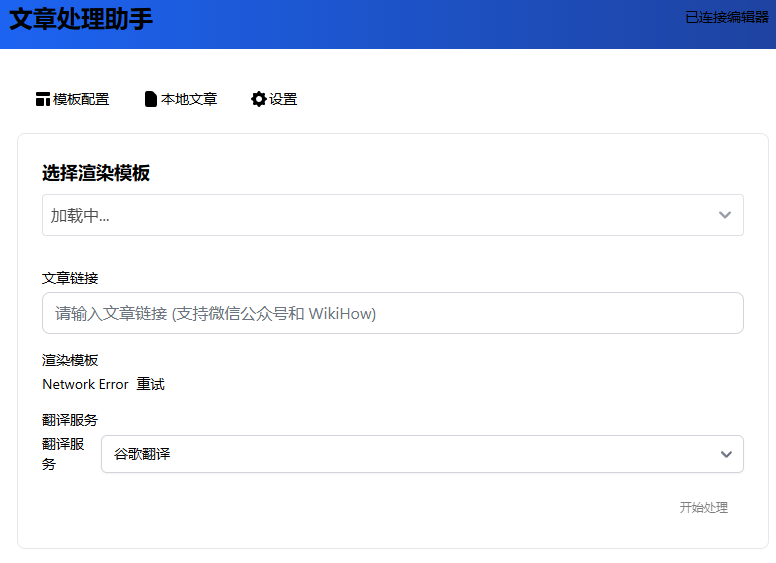 文章处理助手
已连接编辑器
模板配置 本地文章 设置
选择渲染模板
加载中...
文章链接
请输入文章链接 (支持微信公众号和 WikiHow)
渲染模板
Network Error 重试
翻译服务
翻译服
务
谷歌翻译
开始处理